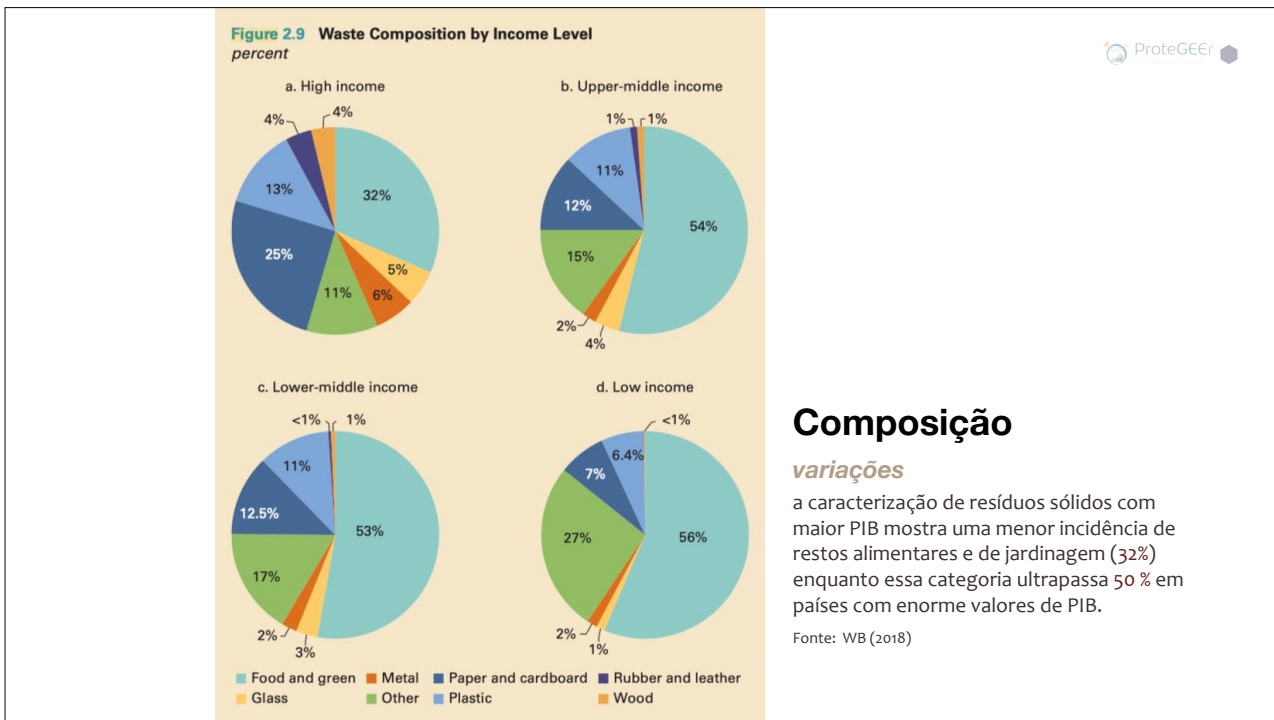 Figure 2.9 Waste Composition by Income Level
percent
ProteGEEr
a. High income
4%
4%
32%
5%
6%
11%
25%
13%
b. Upper-middle income
1%
1%
54%
4%
2%
15%
12%
11%
c. Lower-middle income
<1%
1%
53%
3%
2%
17%
12.5%
11%
d. Low income
<1%
56%
1%
2%
27%
7%
6.4%
Food and green
Metal
Paper and cardboard
Rubber and leather
Glass
Other
Plastic
Wood
Composição
variações
a caracterização de resíduos sólidos com
maior PIB mostra uma menor incidência de
restos alimentares e de jardinagem (32%)
enquanto essa categoria ultrapassa 50 % em
países com enorme valores de PIB.
Fonte: WB (2018)